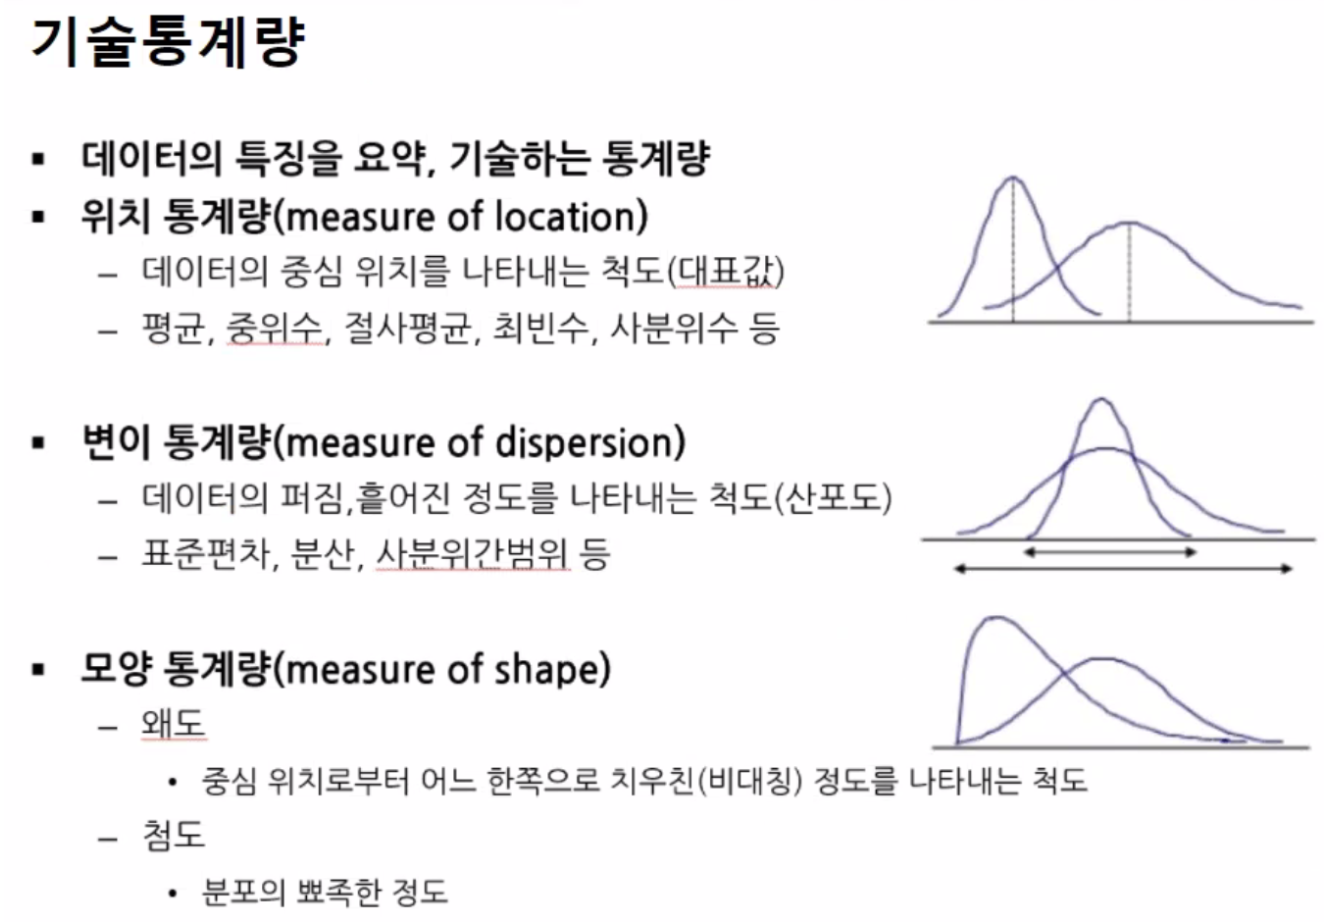 기술통계량
▪ 데이터의 특징을 요약, 기술하는 통계량
▪ 위치 통계량(measure of location)
– 데이터의 중심 위치를 나타내는 척도(대표값)
– 평균, 중위수, 절사평균, 최빈수, 사분위수 등
▪ 변이 통계량(measure of dispersion)
– 데이터의 퍼짐,흩어진 정도를 나타내는 척도(산포도)
– 표준편차, 분산, 사분위간범위 등
▪ 모양 통계량(measure of shape)
– 왜도
• 중심 위치로부터 어느 한쪽으로 치우친(비대칭) 정도를 나타내는 척도
– 첨도
• 분포의 뾰족한 정도